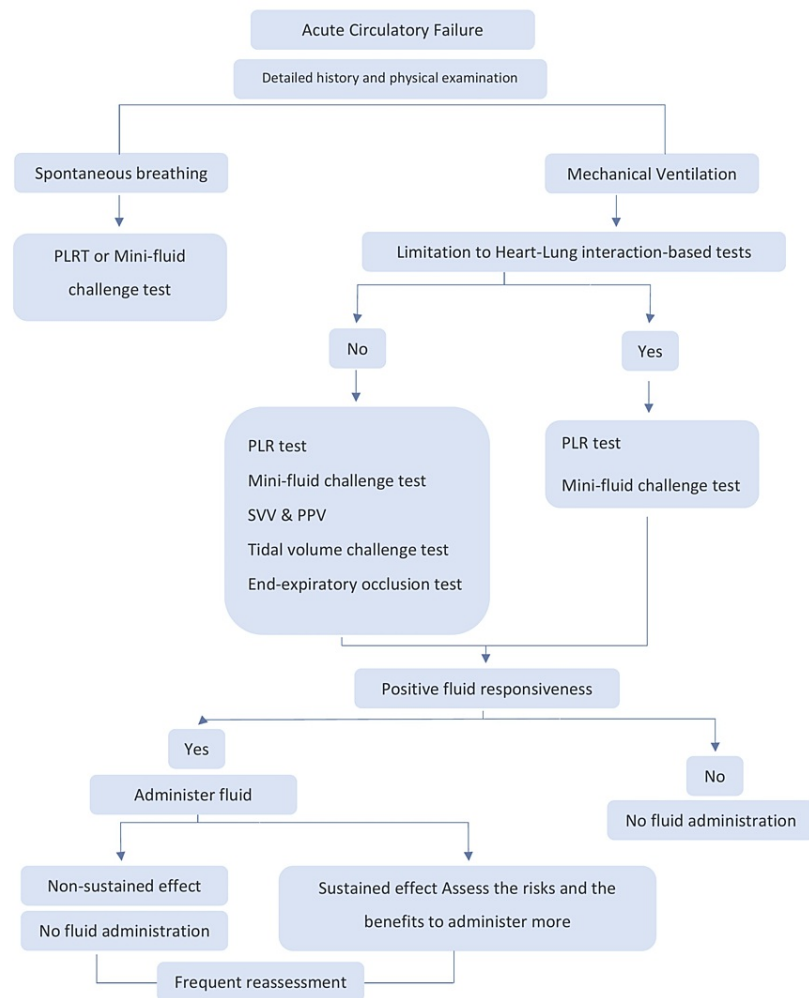 Acute Circulatory Failure
Detailed history and physical examination
Spontaneous breathing
Mechanical Ventilation
PLRT or Mini-fluid
challenge test
Limitation to Heart-Lung interaction-based tests
No
Yes
PLR test
Mini-fluid challenge test
SVV & PPV
Tidal volume challenge test
End-expiratory occlusion test
PLR test
Mini-fluid challenge test
Positive fluid responsiveness
Yes
No
Administer fluid
No fluid administration
Non-sustained effect
No fluid administration
Sustained effect Assess the risks and the
benefits to administer more
Frequent reassessment